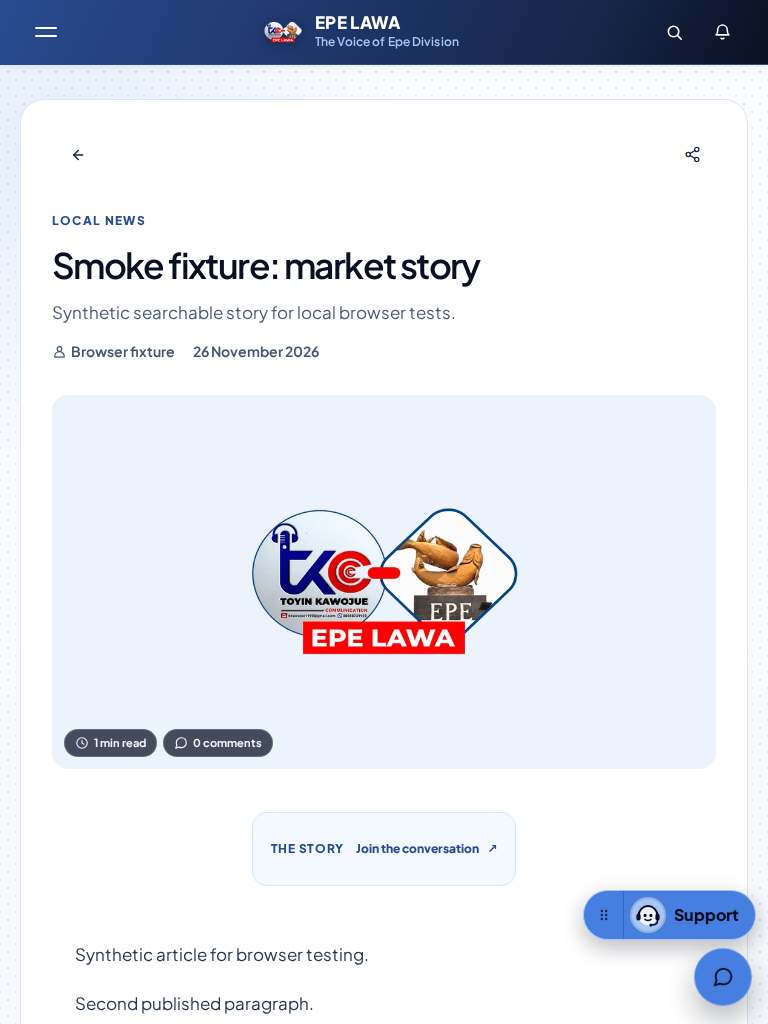 EPE LAWA
The Voice of Epe Division
LOCAL NEWS
Smoke fixture: market story
Synthetic searchable story for local browser tests.
Browser fixture 26 November 2026
TOYIN KAWOJUE
COMMUNICATION
EPE
EPE LAWA
1 min read 0 comments
THE STORY Join the conversation ↗
Support
Synthetic article for browser testing.
Second published paragraph.